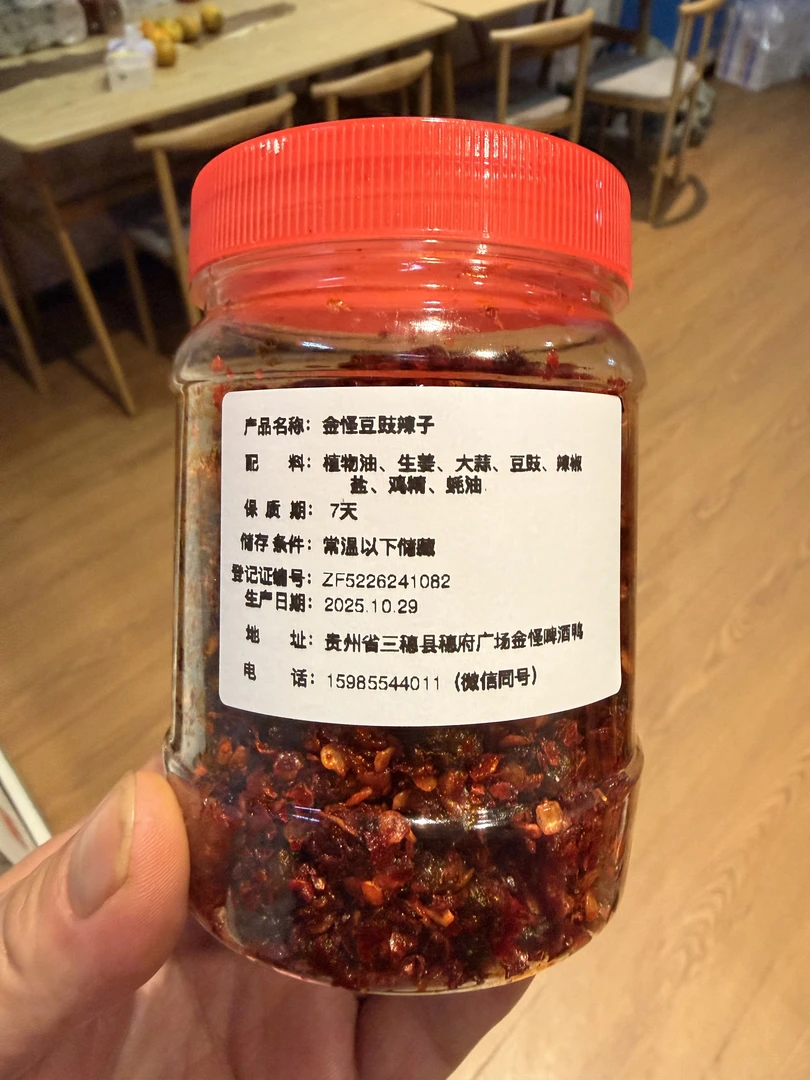 产品名称：金怪豆豉辣子
配 料：植物油、生姜、大蒜、豆豉、辣椒
盐、鸡精、蚝油
保 质 期：7天
储存条件：常温以下储藏
登记证编号：ZF5226241082
生产日期：2025.10.29
地 址：贵州省三穗县穗府广场金怪啤酒鸭
电 话：15985544011（微信同号）